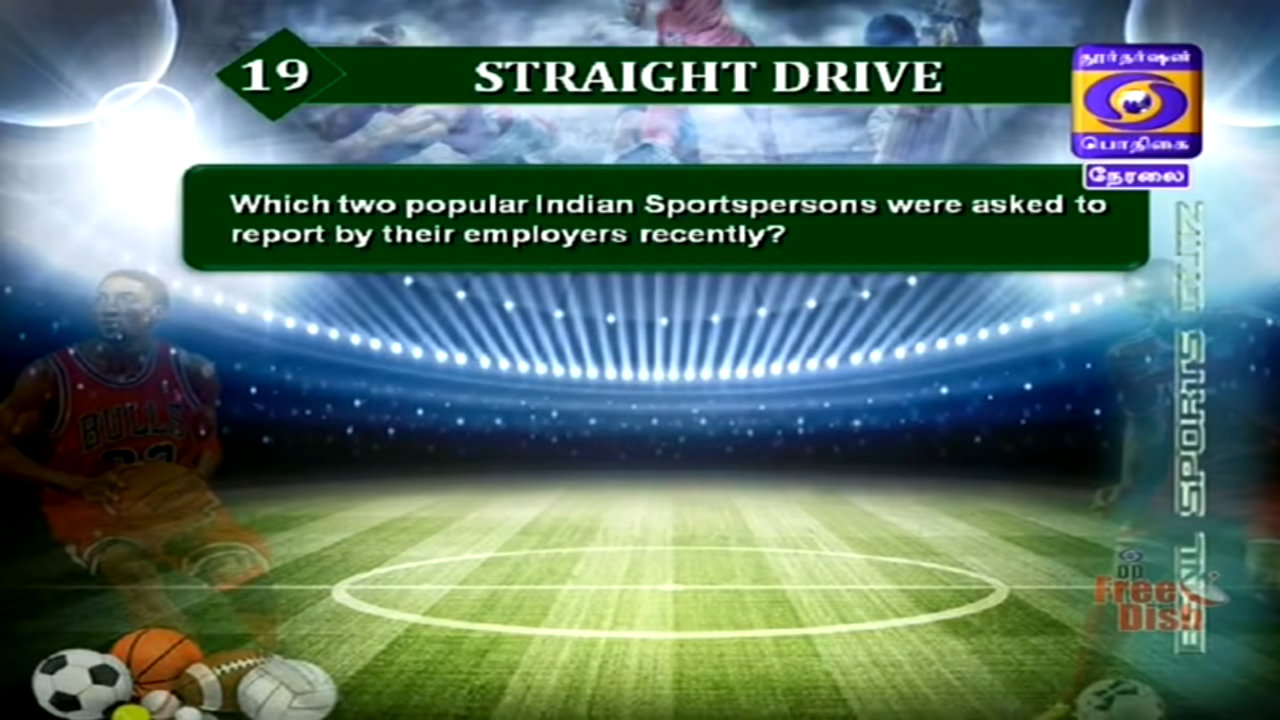 19
STRAIGHT DRIVE
தூர்தர்ஷன்
பொதிகை
நேரலை
Which two popular Indian Sportspersons were asked to
report by their employers recently?
BULLS
SPORTS QUIZ
DD
Free
Dish